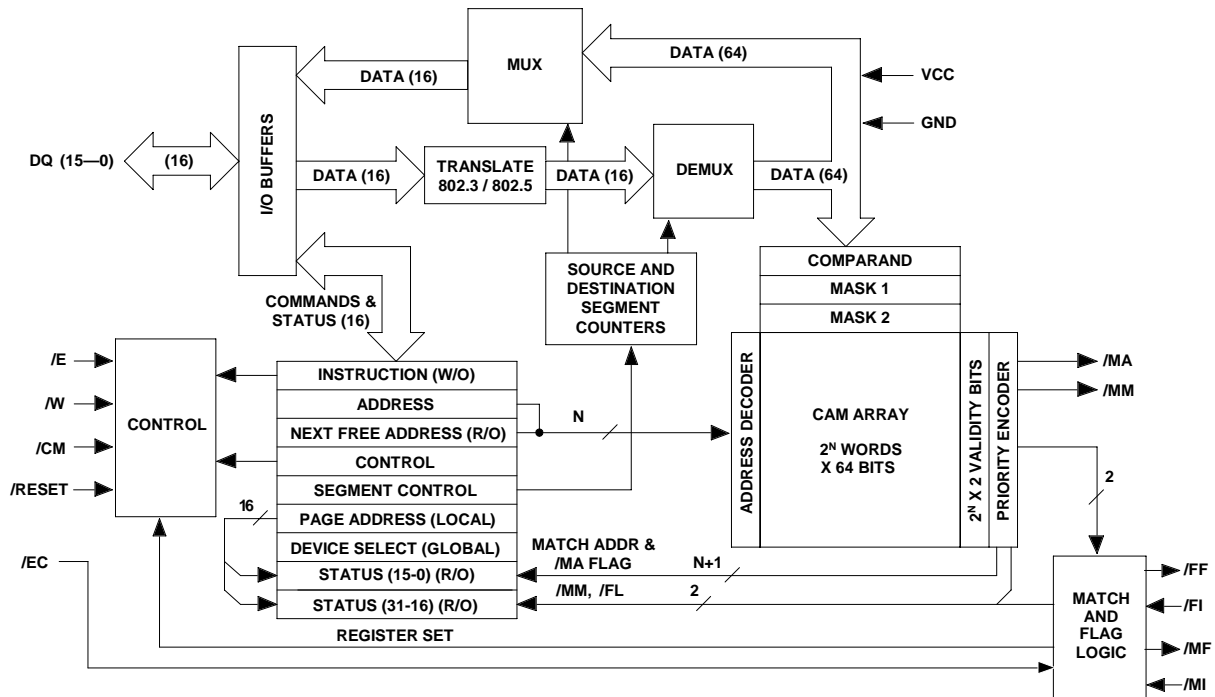 MUX
DATA (64)
DATA (16)
VCC
GND
DQ (15—0)
(16)
I/O BUFFERS
DATA (16)
TRANSLATE
802.3 / 802.5
DATA (16)
DEMUX
DATA (64)
COMMANDS &
STATUS (16)
SOURCE AND
DESTINATION
SEGMENT
COUNTERS
COMPARAND
MASK 1
MASK 2
/E
/W
/CM
/RESET
/EC
CONTROL
INSTRUCTION (W/O)
ADDRESS
NEXT FREE ADDRESS (R/O)
CONTROL
SEGMENT CONTROL
PAGE ADDRESS (LOCAL)
DEVICE SELECT (GLOBAL)
STATUS (15-0) (R/O)
STATUS (31-16) (R/O)
REGISTER SET
16
N
ADDRESS DECODER
CAM ARRAY
2ᴺ WORDS
X 64 BITS
2ᴺ X 2 VALIDITY BITS
PRIORITY ENCODER
/MA
/MM
2
MATCH ADDR &
/MA FLAG
N+1
/MM, /FL
2
MATCH
AND
FLAG
LOGIC
/FF
/FI
/MF
/MI